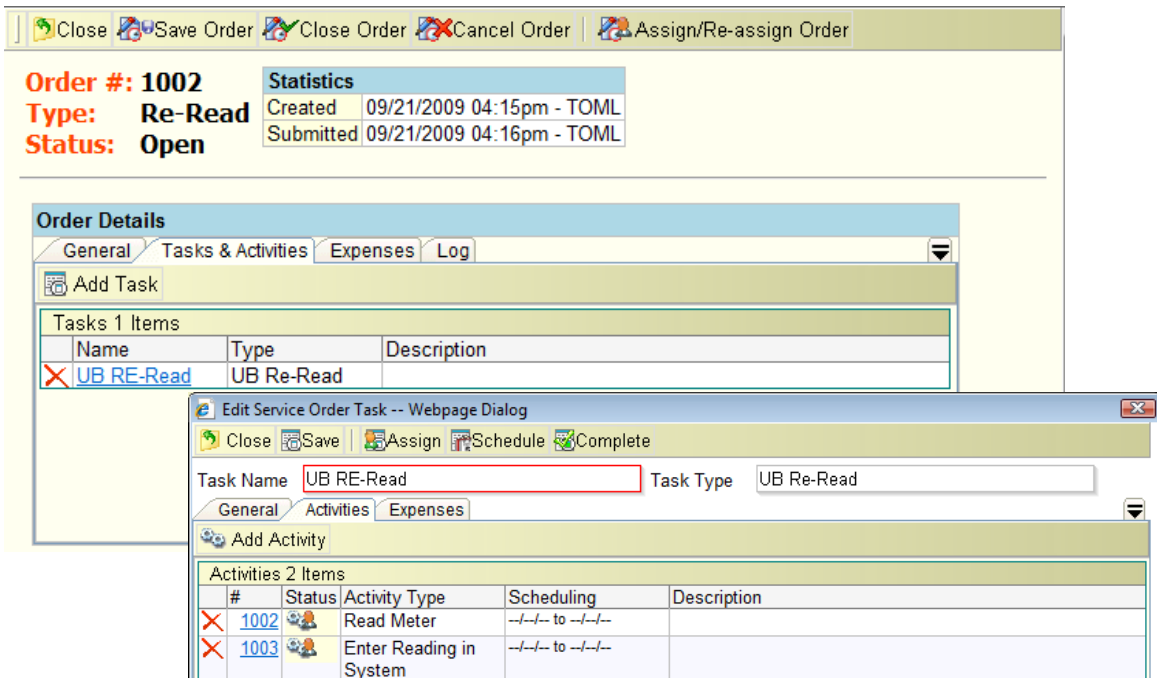 Close Save Order Close Order Cancel Order Assign/Re-assign Order
Order #: 1002
Type: Re-Read
Status: Open
Statistics
Created 09/21/2009 04:15pm - TOML
Submitted 09/21/2009 04:16pm - TOML
Order Details
General Tasks & Activities Expenses Log
Add Task
Tasks 1 Items
Name Type Description
UB RE-Read UB Re-Read
Edit Service Order Task -- Webpage Dialog
Close Save Assign Schedule Complete
Task Name UB RE-Read Task Type UB Re-Read
General Activities Expenses
Add Activity
Activities 2 Items
# Status Activity Type Scheduling Description
1002 Read Meter --/--/-- to --/--/--
1003 Enter Reading in --/--/-- to --/--/--
System